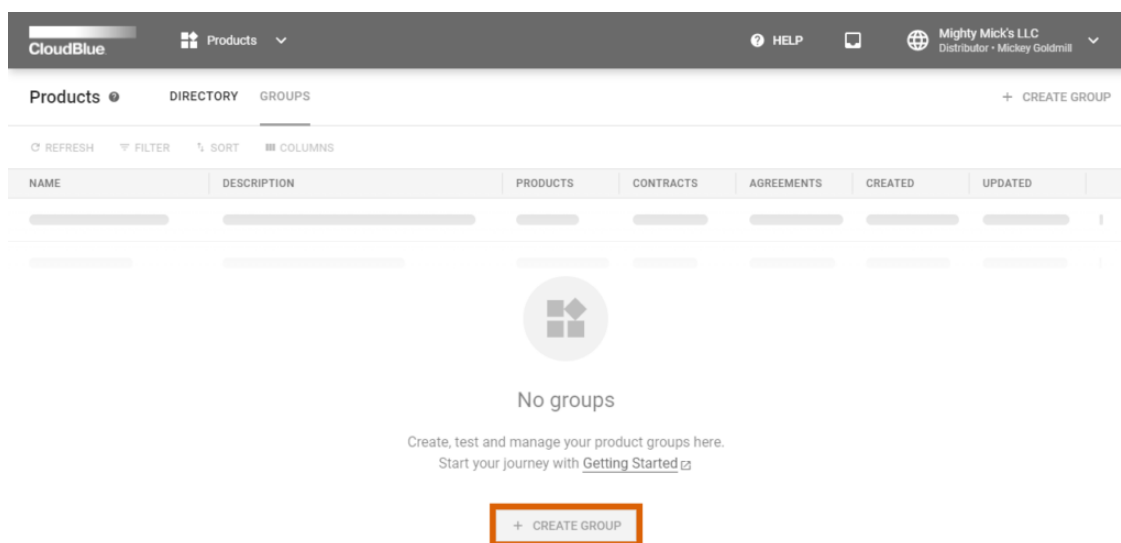 CloudBlue
Products
HELP
Mighty Mick's LLC
Distributor • Mickey Goldmill
Products
DIRECTORY
GROUPS
+ CREATE GROUP
REFRESH
FILTER
SORT
COLUMNS
NAME
DESCRIPTION
PRODUCTS
CONTRACTS
AGREEMENTS
CREATED
UPDATED
No groups
Create, test and manage your product groups here.
Start your journey with Getting Started
+ CREATE GROUP